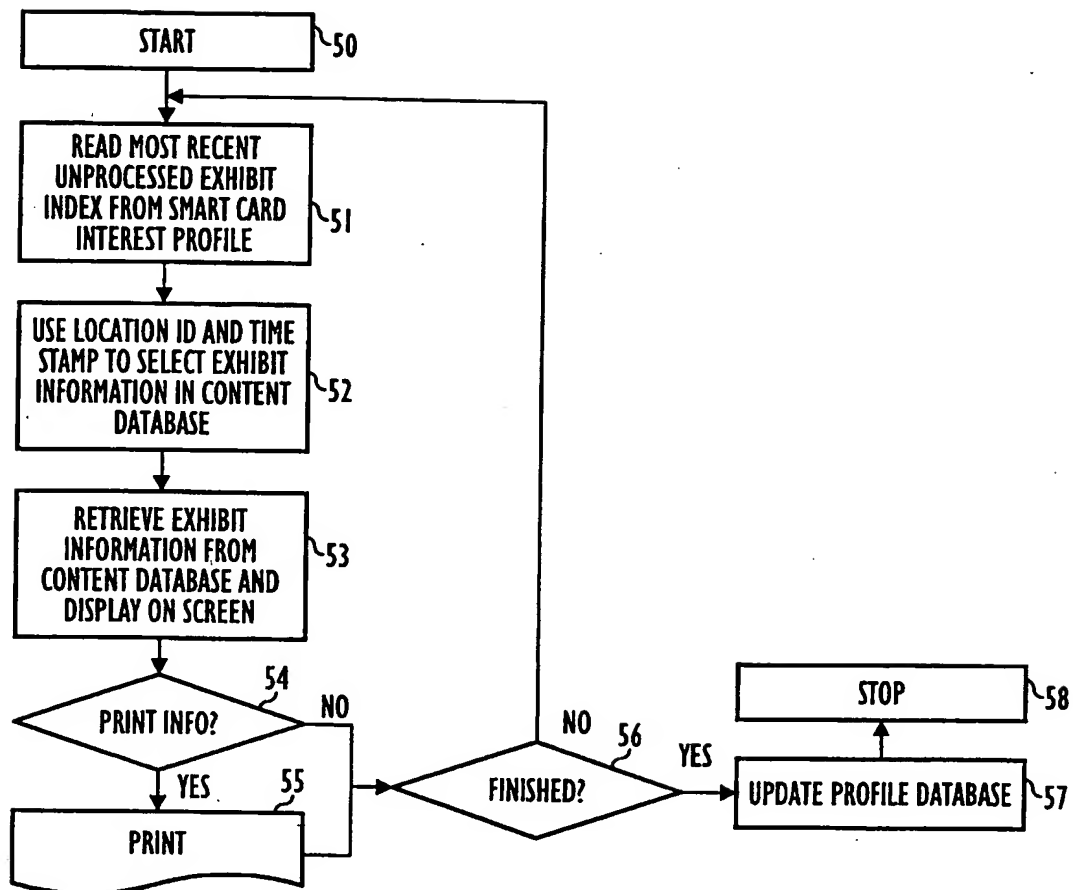 START
50
READ MOST RECENT
UNPROCESSED EXHIBIT
INDEX FROM SMART CARD
INTEREST PROFILE
51
USE LOCATION ID AND TIME
STAMP TO SELECT EXHIBIT
INFORMATION IN CONTENT
DATABASE
52
RETRIEVE EXHIBIT
INFORMATION FROM
CONTENT DATABASE AND
DISPLAY ON SCREEN
53
PRINT INFO?
54
NO
YES
55
PRINT
FINISHED?
56
NO
YES
UPDATE PROFILE DATABASE
57
STOP
58